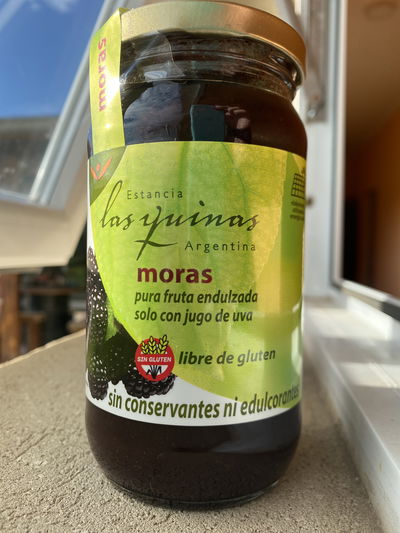 moras
Estancia
las quinas
Argentina
moras
pura fruta endulzada
solo con jugo de uva
SIN GLUTEN
libre de gluten
sin conservantes ni edulcorantes